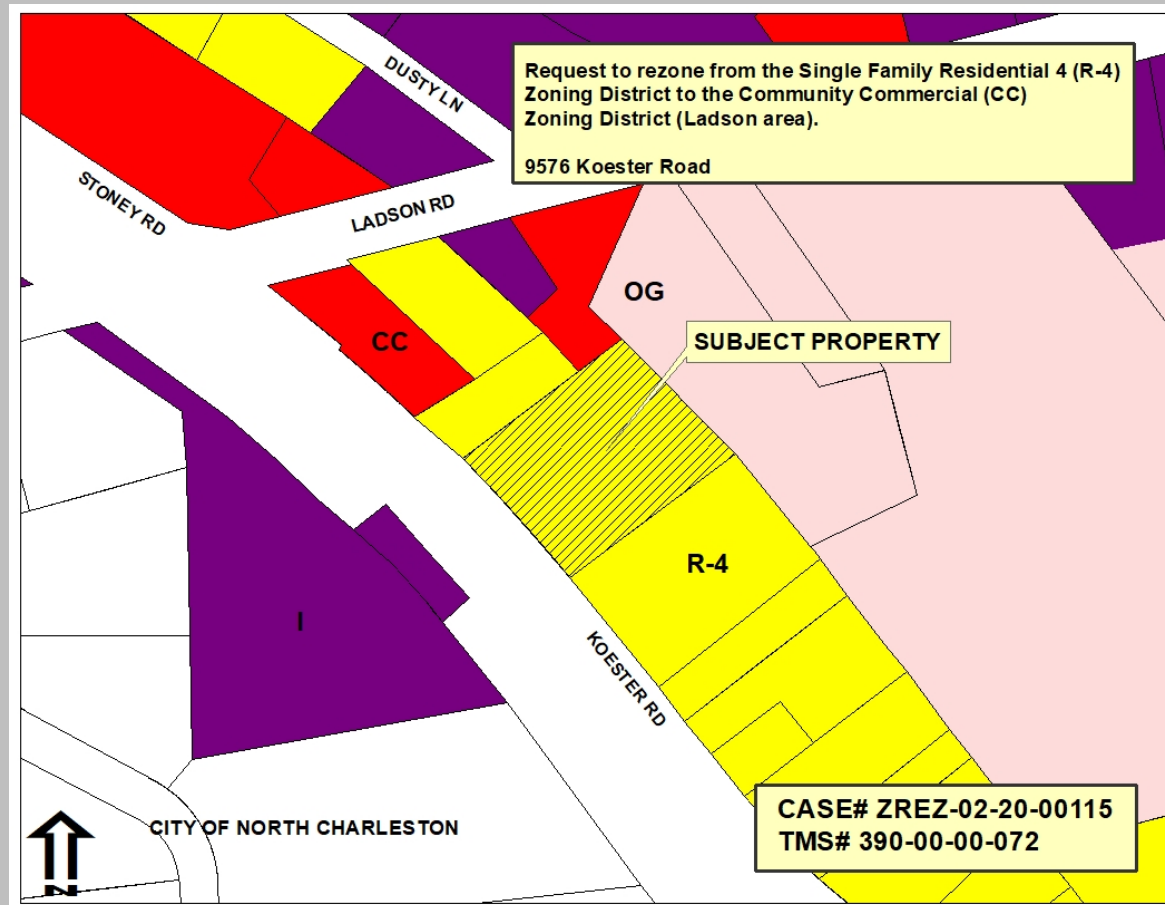 DUSTY LN
Request to rezone from the Single Family Residential 4 (R-4)
Zoning District to the Community Commercial (CC)
Zoning District (Ladson area).
9576 Koester Road
STONEY RD
LADSON RD
OG
CC
SUBJECT PROPERTY
R-4
I
KOESTER RD
CITY OF NORTH CHARLESTON
N
CASE# ZREZ-02-20-00115
TMS# 390-00-00-072